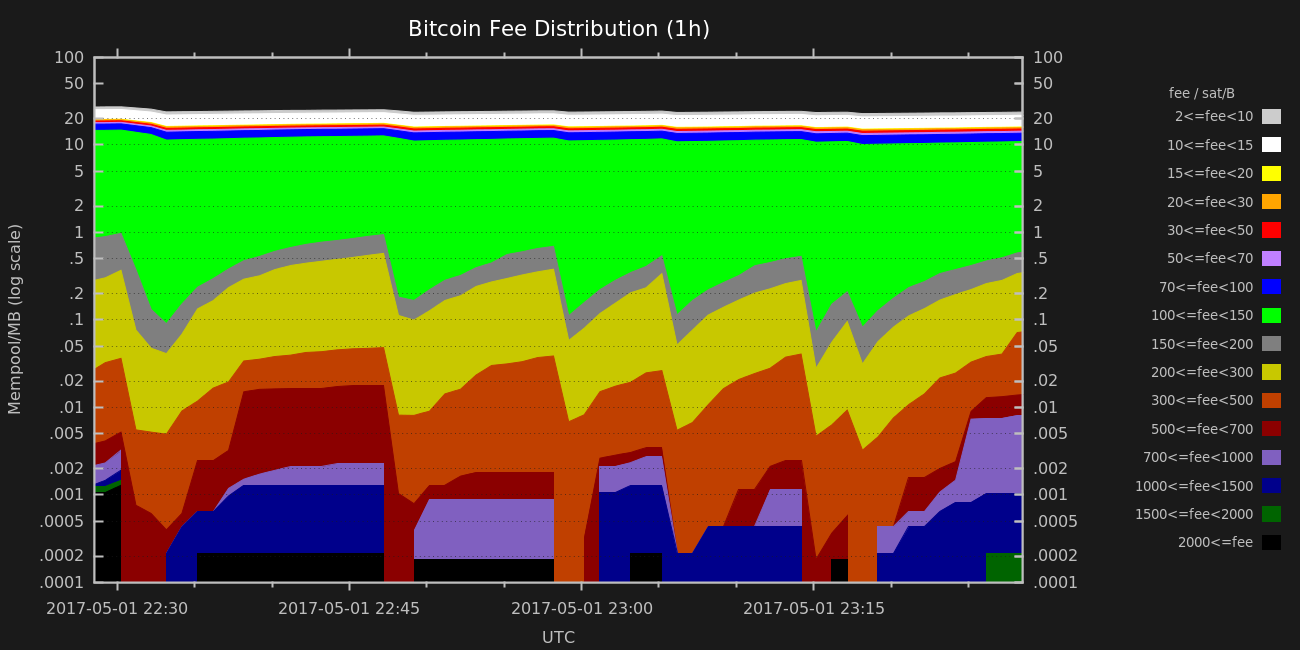 Bitcoin Fee Distribution (1h)
Mempool/MB (log scale)
100
50
20
10
5
2
1
.5
.2
.1
.05
.02
.01
.005
.002
.001
.0005
.0002
.0001
100
50
20
10
5
2
1
.5
.2
.1
.05
.02
.01
.005
.002
.001
.0005
.0002
.0001
2017-05-01 22:30
2017-05-01 22:45
2017-05-01 23:00
2017-05-01 23:15
UTC
fee / sat/B
2<=fee<10
10<=fee<15
15<=fee<20
20<=fee<30
30<=fee<50
50<=fee<70
70<=fee<100
100<=fee<150
150<=fee<200
200<=fee<300
300<=fee<500
500<=fee<700
700<=fee<1000
1000<=fee<1500
1500<=fee<2000
2000<=fee